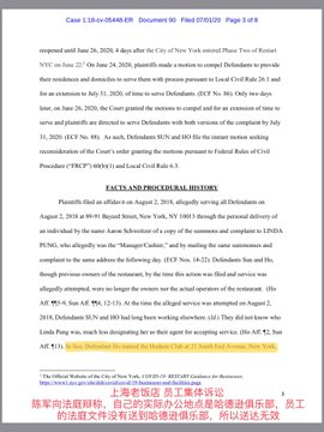 Case 1:18-cv-05448-ER Document 90 Filed 07/01/20 Page 3 of 8
reopened until June 26, 2020, 4 days after the City of New York entered Phase Two of Restart
NYC on June 22.¹ On June 24, 2020, plaintiffs made a motion to compel Defendants to provide
their residences and domiciles to serve them with process pursuant to Local Civil Rule 26.1 and
for an extension to July 31, 2020, of time to serve Defendants. (ECF No. 86). Only two days
later, on June 26, 2020, the Court granted the motions to compel and for an extension of time to
serve and plaintiffs are directed to serve Defendants with both versions of the complaint by July
31, 2020. (ECF No. 88). As such, Defendants SUN and HO file the instant motion seeking
reconsideration of the Court's order granting the motions pursuant to Federal Rules of Civil
Procedure ("FRCP") 60(b)(1) and Local Civil Rule 6.3.
FACTS AND PROCEDURAL HISTORY
Plaintiffs filed an affidavit on August 2, 2018, allegedly serving all Defendants on
August 2, 2018 at 89-91 Bayard Street, New York, NY 10013 through the personal delivery of
an individual by the name Aaron Schweitzer of a copy of the summons and complaint to LINDA
PUNG, who allegedly was the "Manager/Cashier," and by mailing the same summonses and
complaint to the same address the following day. (ECF Nos. 14-22). Defendants Sun and Ho,
though previous owners of the restaurant, by the time this action was filed and service was
allegedly attempted, were no longer the owners nor the actual operators of the restaurant. (Ho
Aff. ¶¶3-9, Sun Aff. ¶¶4, 12-13). At the time the alleged service was attempted on August 2,
2018, Defendants SUN and HO had long been working elsewhere. (Id.) They did not know who
Linda Pung was, much less designating her as their agent for accepting service. (Ho Aff. ¶2, Sun
Aff. ¶13). In fact, Defendant Ho named the Hudson Club at 21 South End Avenue, New York,
¹ The Official Website of the City of New York, COVID-19: RESTART Guidance for Businesses,
https://www1.nyc.gov/site/doh/covid/covid-19-businesses-and-facilities.page
3
上海老饭店 员工集体诉讼
陈军向法庭辩称，自己的实际办公地点是哈德逊俱乐部，员工
的法庭文件没有送到哈德逊俱乐部，所以送达无效